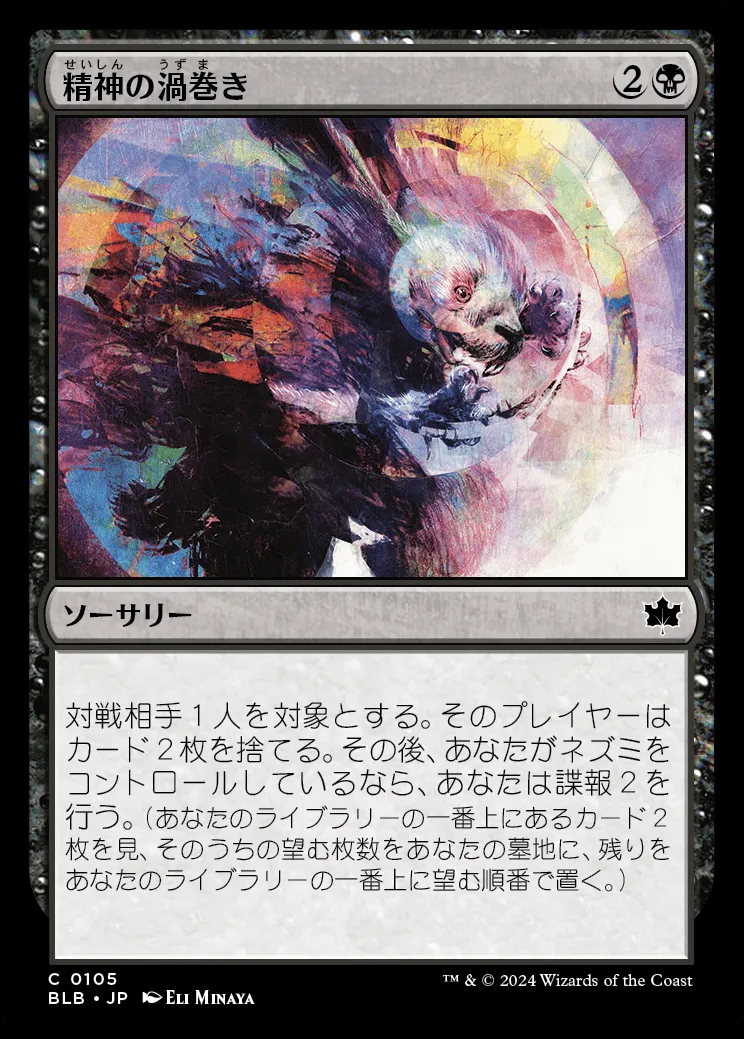 せいしん うずま
精神の渦巻き 2
ソーサリー
対戦相手１人を対象とする。そのプレイヤーは
カード２枚を捨てる。その後、あなたがネズミを
コントロールしているなら、あなたは諜報２を
行う。（あなたのライブラリーの一番上にあるカード２
枚を見、そのうちの望む枚数をあなたの墓地に、残りを
あなたのライブラリーの一番上に望む順番で置く。）
C 0105
BLB • JP ELI MINAYA
™ & © 2024 Wizards of the Coast